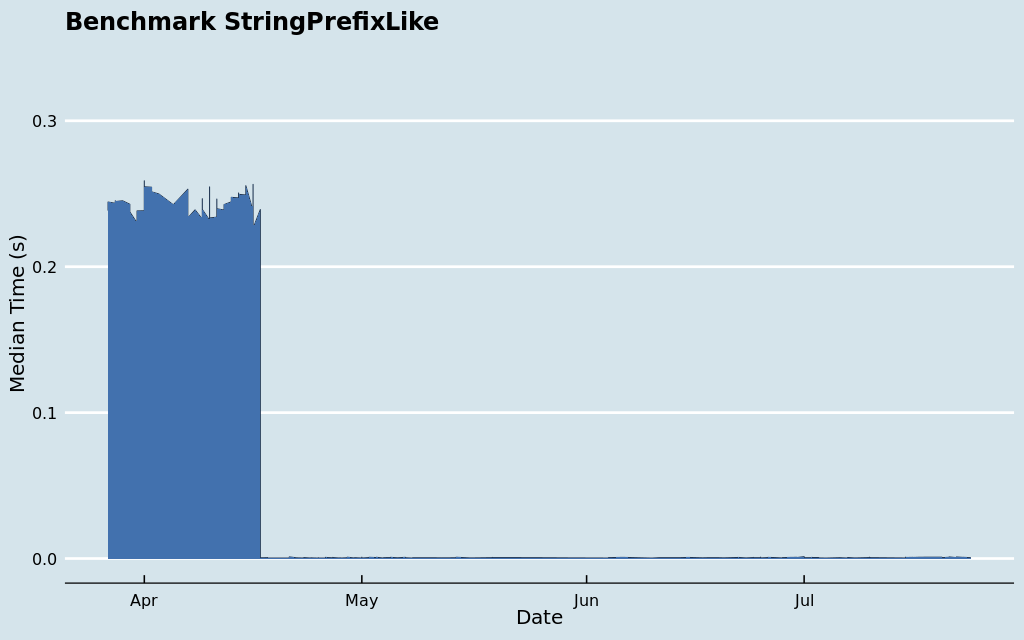 Benchmark StringPrefixLike
0.3
0.2
0.1
0.0
Median Time (s)
Apr May Jun Jul
Date